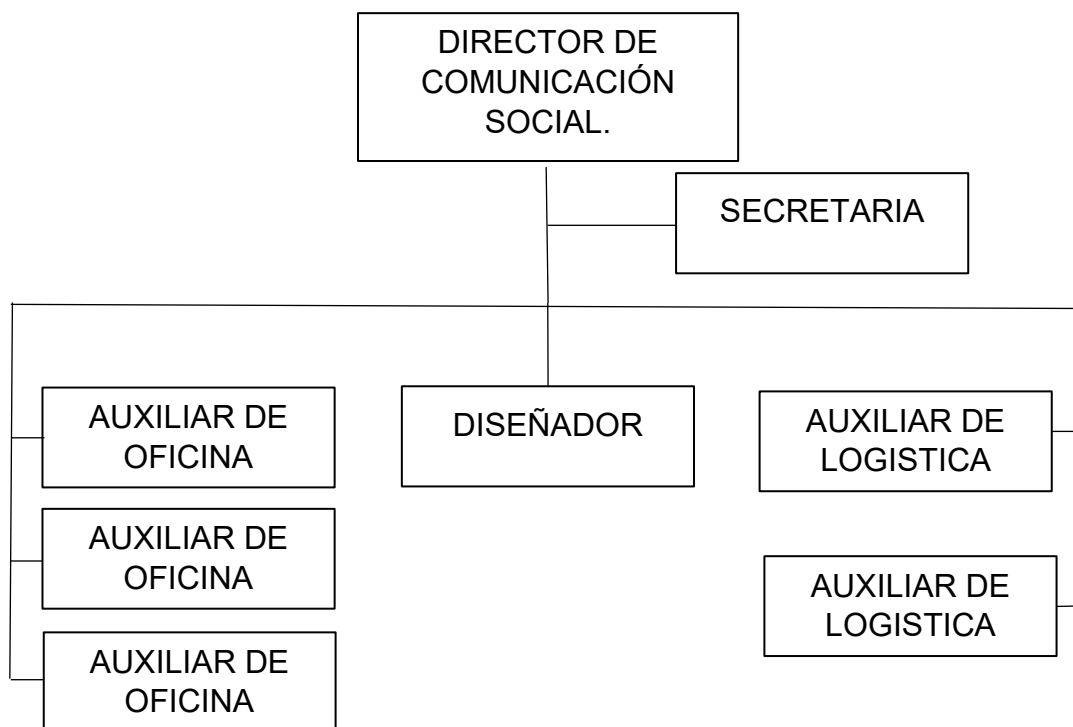 DIRECTOR DE
COMUNICACIÓN
SOCIAL.
SECRETARIA
AUXILIAR DE
OFICINA
DISEÑADOR
AUXILIAR DE
LOGISTICA
AUXILIAR DE
OFICINA
AUXILIAR DE
LOGISTICA
AUXILIAR DE
OFICINA